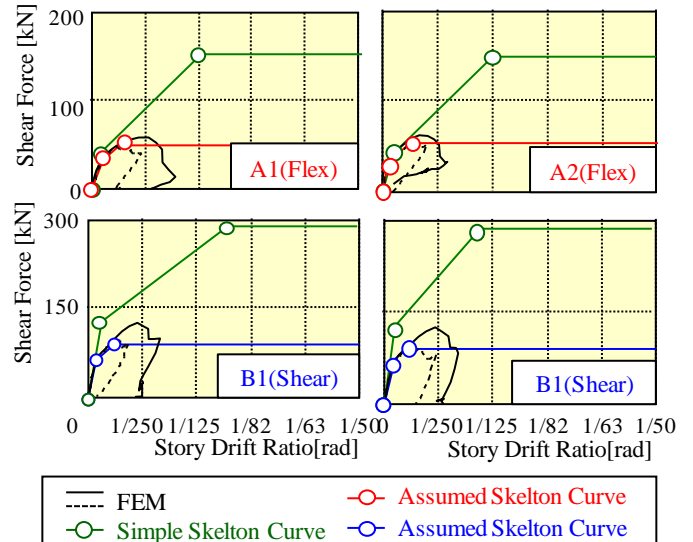 200
Shear Force [kN]
100
0
A1(Flex)
A2(Flex)
300
Shear Force [kN]
150
B1(Shear)
B1(Shear)
0 1/250 1/125 1/82 1/63 1/50 0 1/250 1/125 1/82 1/63 1/50
Story Drift Ratio[rad] Story Drift Ratio[rad]
FEM Assumed Skelton Curve
Simple Skelton Curve Assumed Skelton Curve